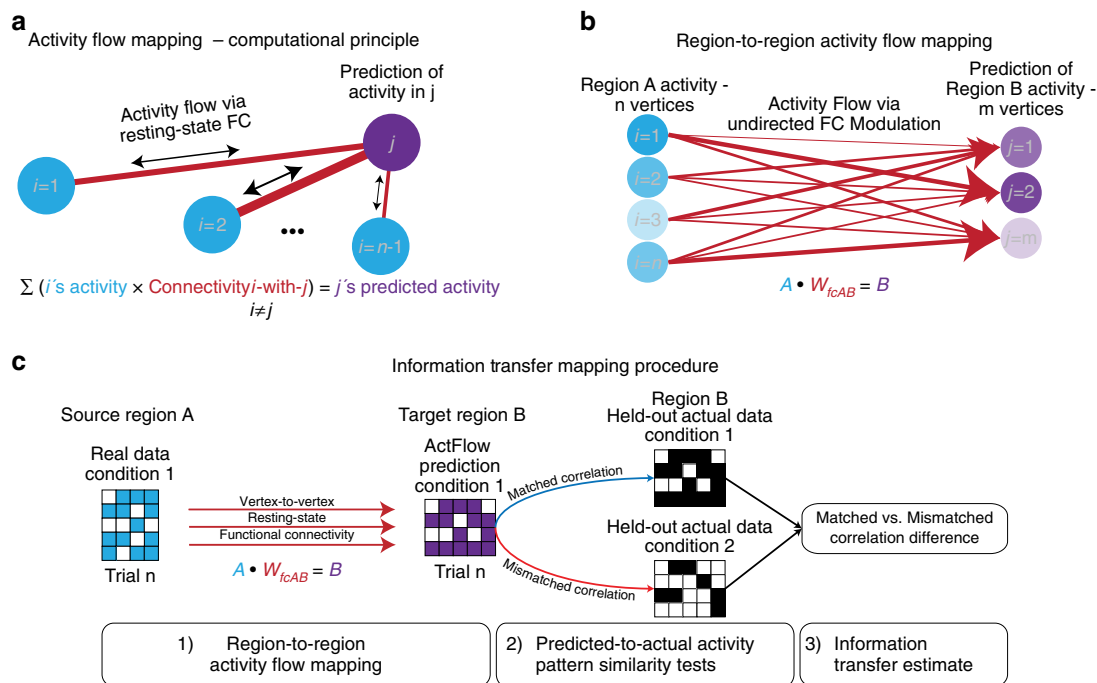 a
Activity flow mapping – computational principle
Prediction of
activity in j
Activity flow via
resting-state FC
j
i=1
i=2
...
i=n-1
∑ (i´s activity × Connectivityi-with-j) = j´s predicted activity
i≠j
b
Region-to-region activity flow mapping
Region A activity -
n vertices
Activity Flow via
undirected FC Modulation
Prediction of
Region B activity -
m vertices
i=1
i=2
i=3
i=n
j=1
j=2
j=m
A • WfcAB = B
c
Information transfer mapping procedure
Source region A
Real data
condition 1
Trial n
Vertex-to-vertex
Resting-state
Functional connectivity
A • WfcAB = B
Target region B
ActFlow
prediction
condition 1
Trial n
Matched correlation
Mismatched correlation
Region B
Held-out actual data
condition 1
Held-out actual data
condition 2
Matched vs. Mismatched
correlation difference
1) Region-to-region
activity flow mapping
2) Predicted-to-actual activity
pattern similarity tests
3) Information
transfer estimate